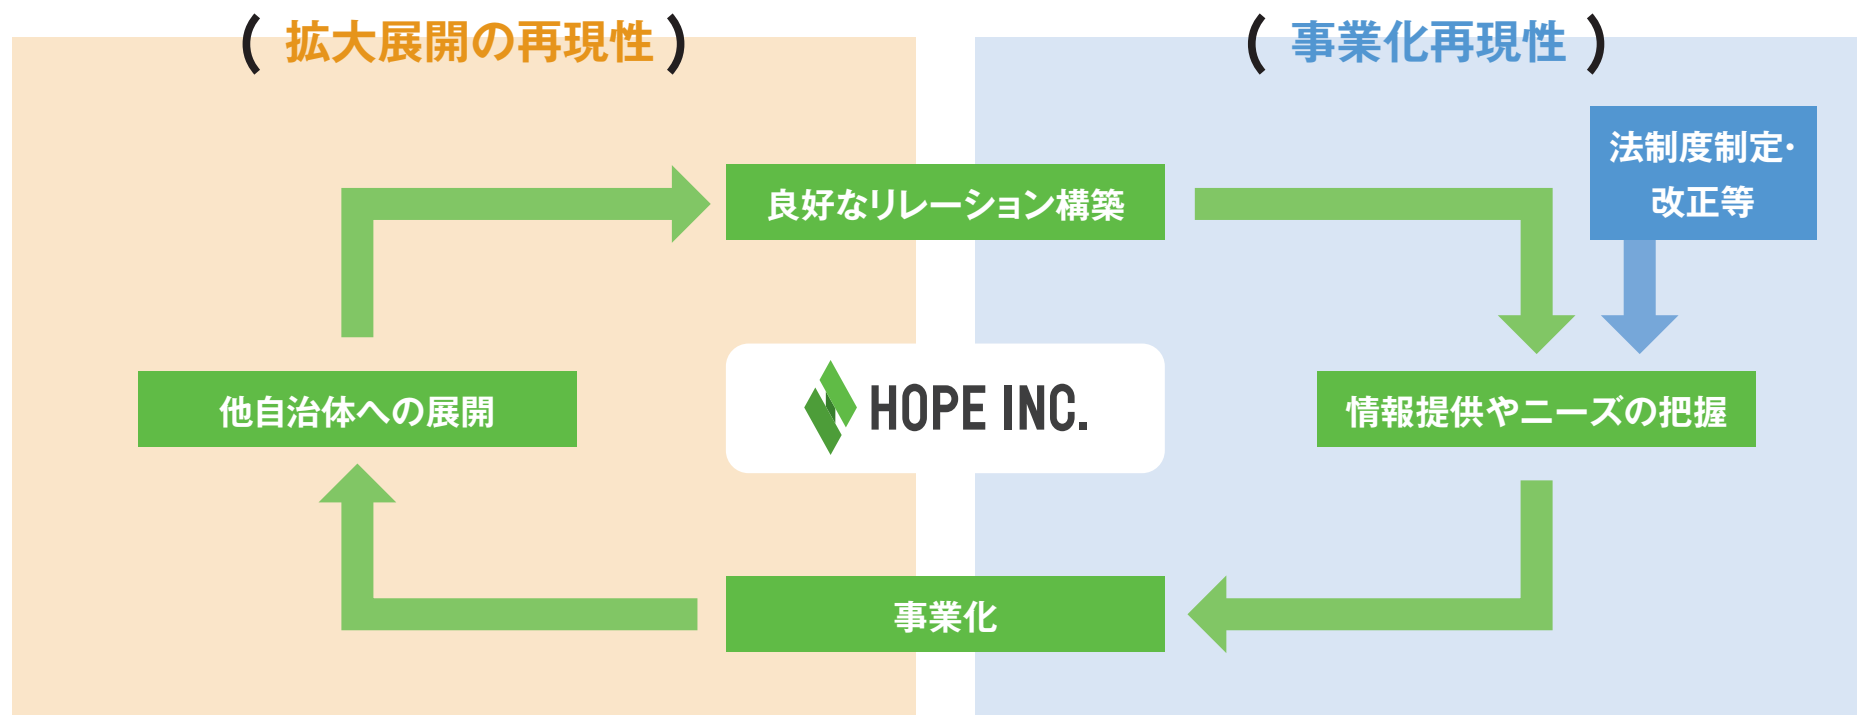 ( 拡大展開の再現性 )
( 事業化再現性 )
法制度制定・
改正等
良好なリレーション構築
他自治体への展開
HOPE INC.
情報提供やニーズの把握
事業化